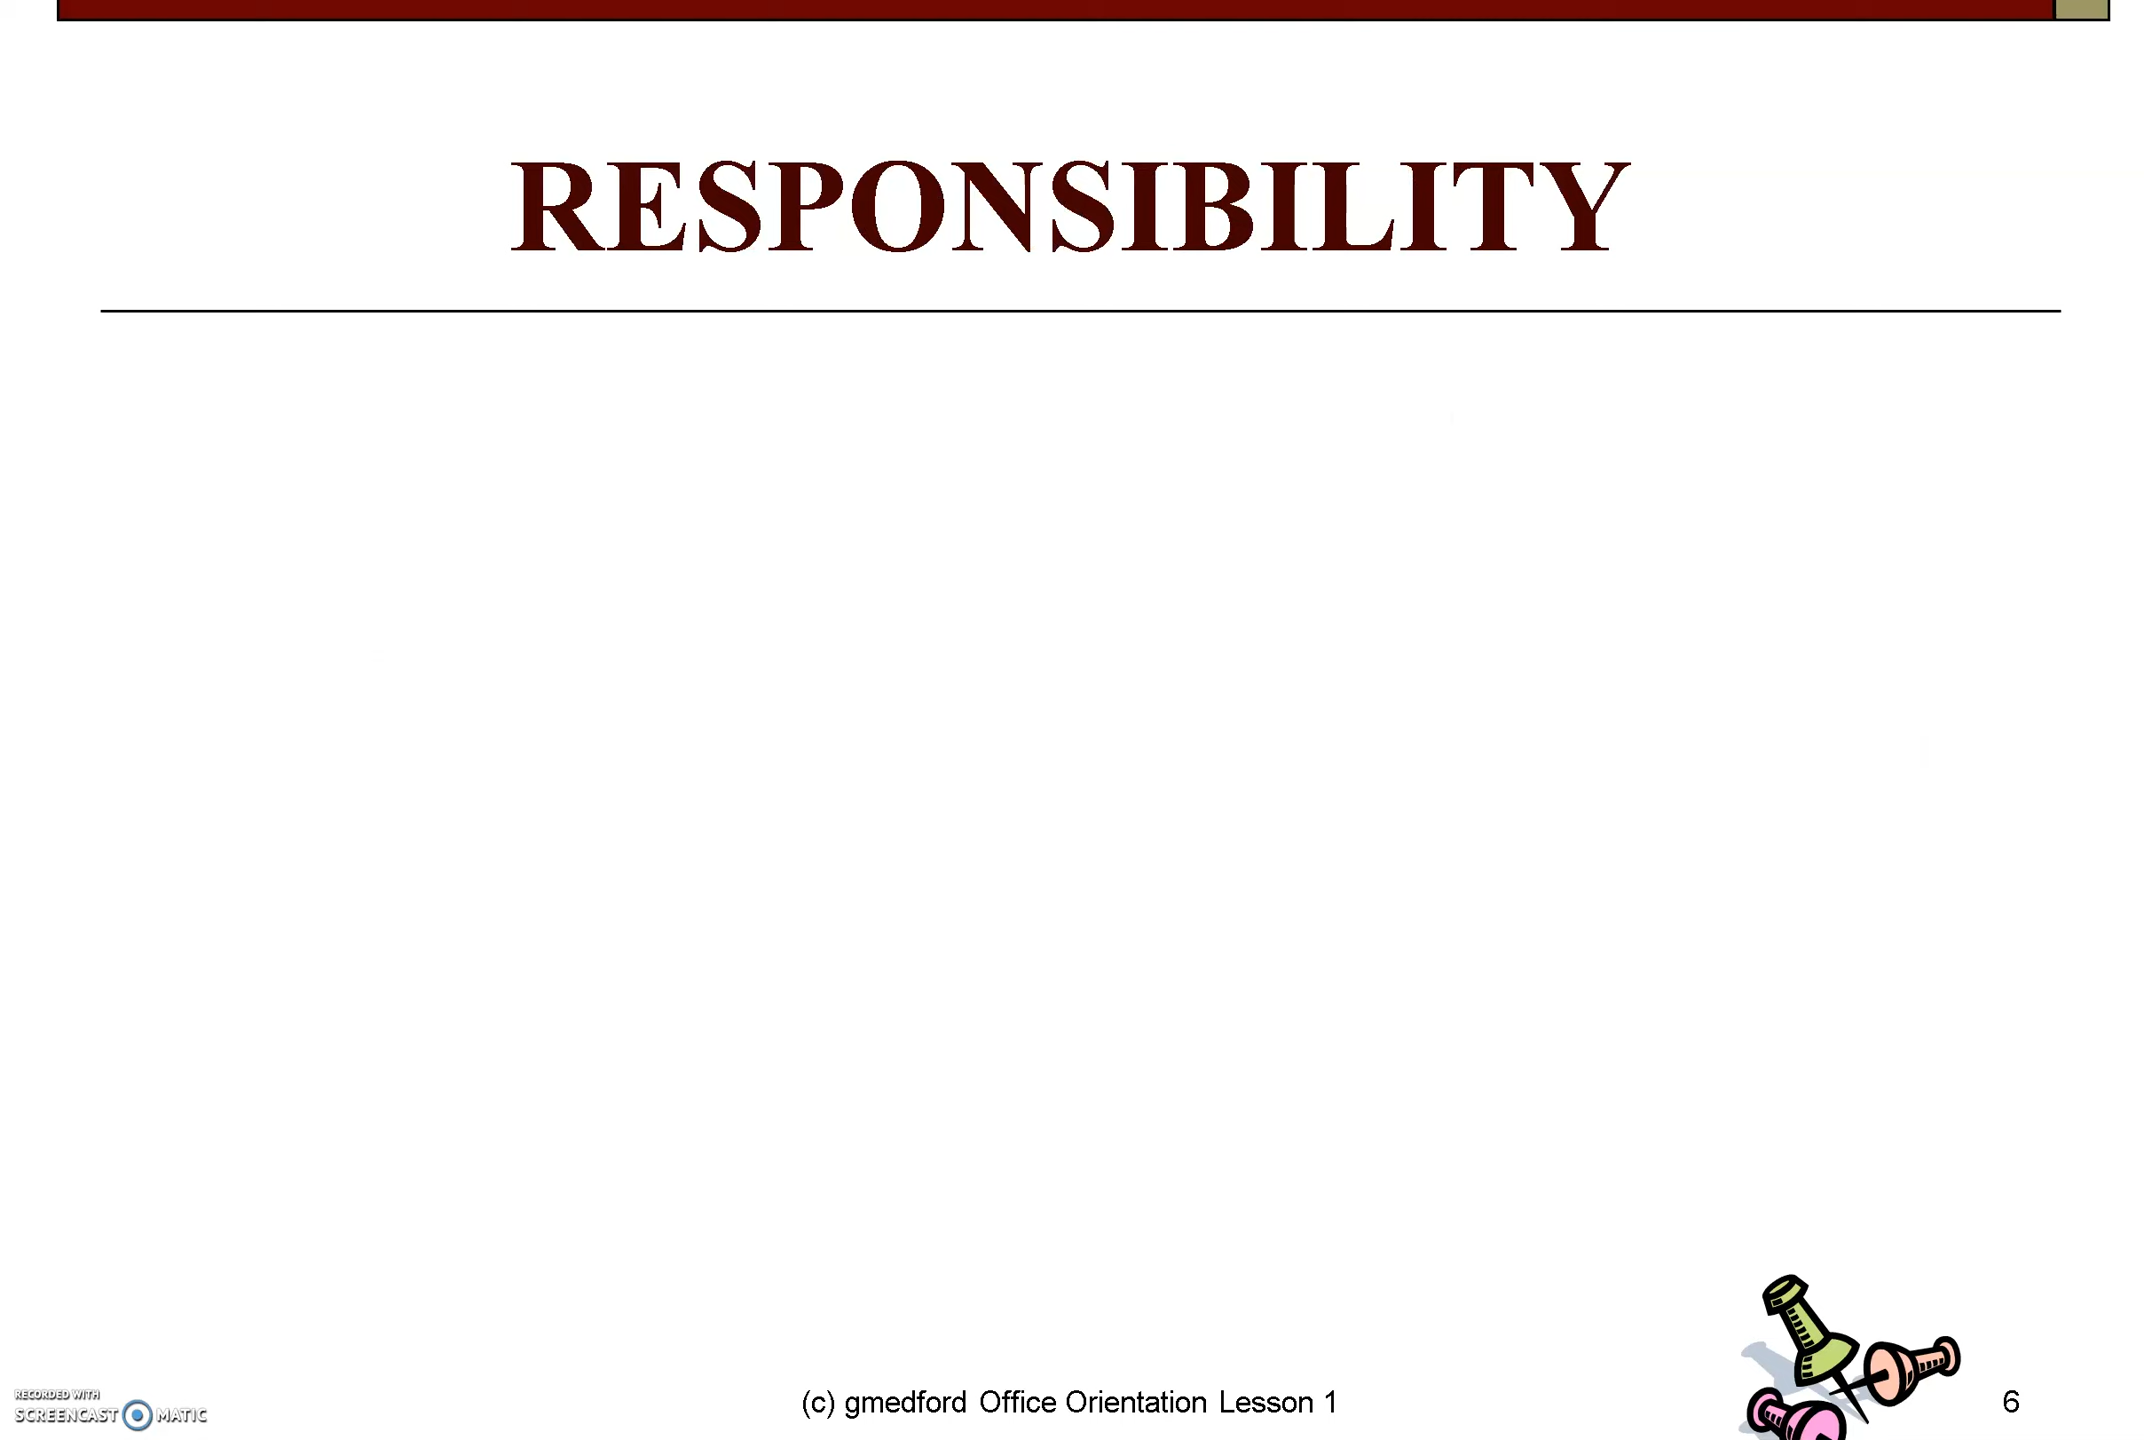 RESPONSIBILITY
(c) gmedford Office Orientation Lesson 1
6
RECORDED WITH
SCREENCAST MATIC